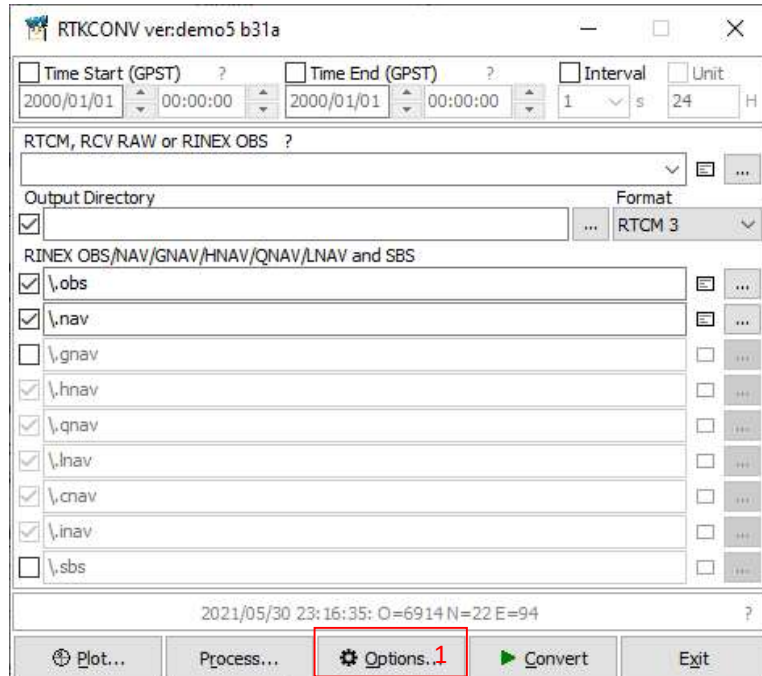 RTKCONV ver:demo5 b31a
Time Start (GPST) ? Time End (GPST) ? Interval Unit
2000/01/01 00:00:00 2000/01/01 00:00:00 1 s 24 H
RTCM, RCV RAW or RINEX OBS ?
...
Output Directory Format
... RTCM 3
RINEX OBS/NAV/GNAV/HNAV/QNAV/LNAV and SBS
\.obs ...
\.nav ...
\.gnav ...
\.hnav ...
\.qnav ...
\.lnav ...
\.cnav ...
\.inav ...
\.sbs ...
2021/05/30 23:16:35: O=6914 N=22 E=94 ?
Plot... Process... Options... 1 Convert Exit